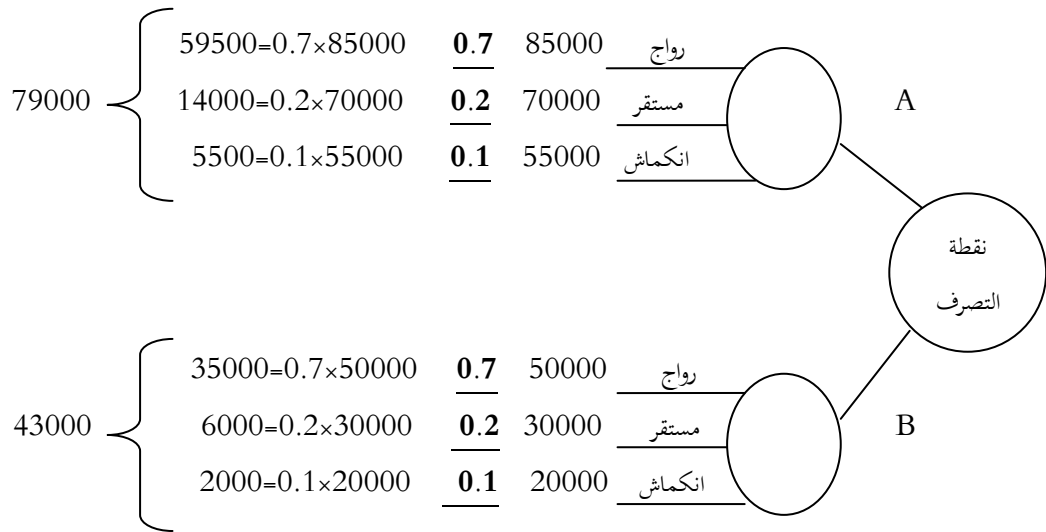 59500=0.7×85000 0.7 85000 رواج
79000 14000=0.2×70000 0.2 70000 مستقر A
5500=0.1×55000 0.1 55000 انكماش
نقطة
التصرف
35000=0.7×50000 0.7 50000 رواج
43000 6000=0.2×30000 0.2 30000 مستقر B
2000=0.1×20000 0.1 20000 انكماش